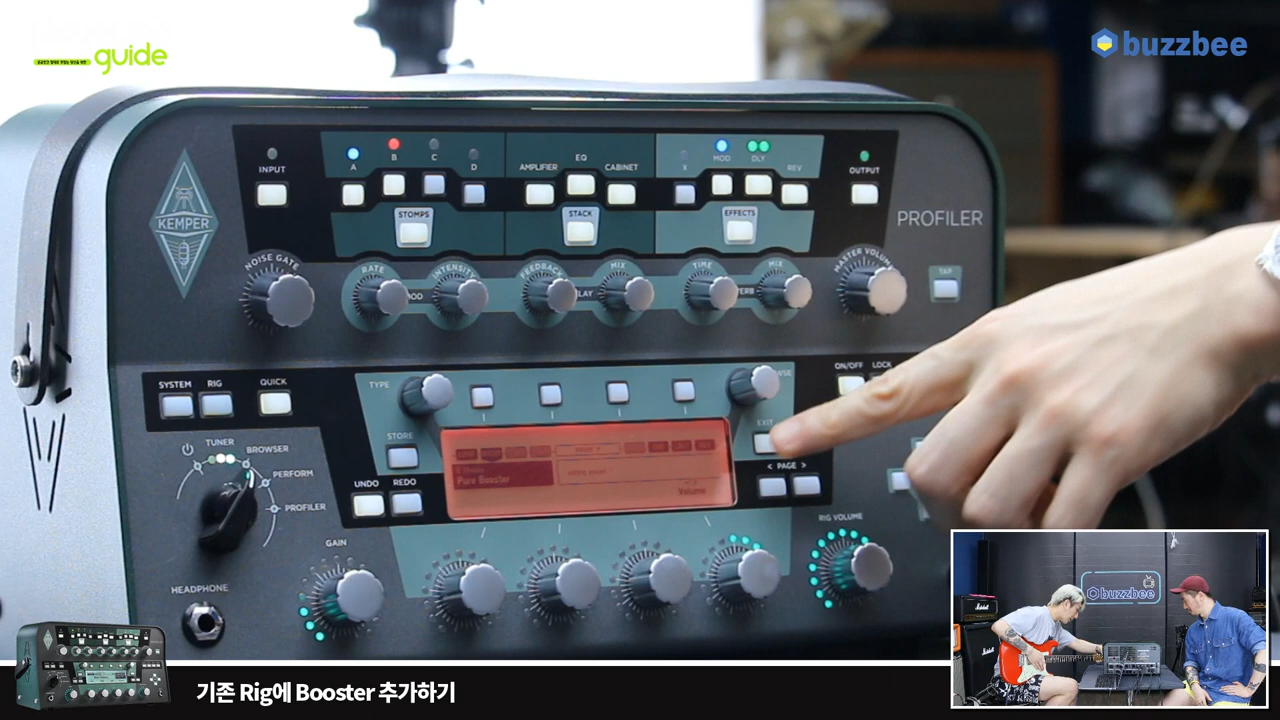 guide
buzzbee
INPUT
A
B
C
D
AMPLIFIER
EQ
CABINET
X
MOD
DLY
REV
OUTPUT
KEMPER
STOMPS
STACK
EFFECTS
PROFILER
NOISE GATE
RATE
INTENSITY
FEEDBACK
MIX
TIME
MIX
MASTER VOLUME
TAP
SYSTEM
RIG
QUICK
TYPE
ON/OFF
LOCK
STORE
EXIT
TUNER
BROWSER
UNDO
REDO
< PAGE >
PERFORM
PROFILER
Pure Booster
Volume
GAIN
RIG VOLUME
HEADPHONE
buzzbee
Marshall
Marshall
기존 Rig에 Booster 추가하기